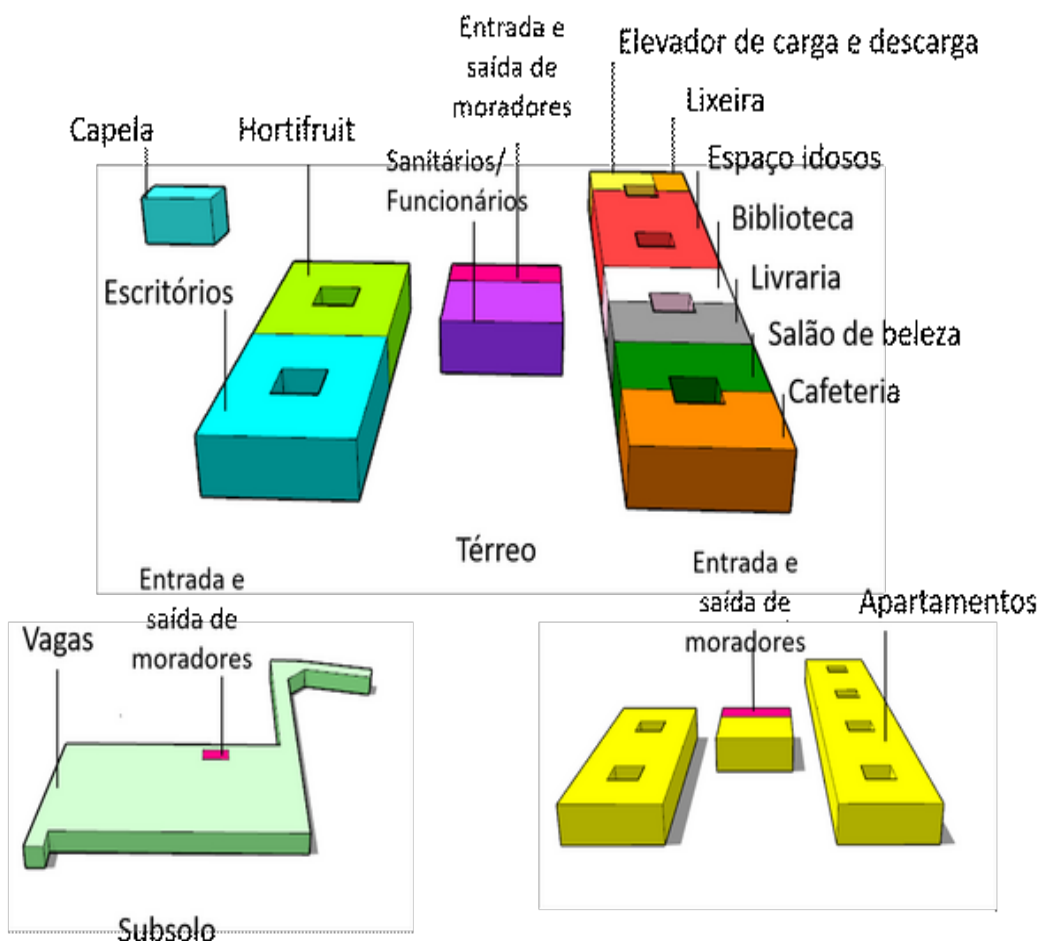 Entrada e
saída de
moradores
Elevador de carga e descarga
Lixeira
Capela
Hortifruit
Sanitários/
Funcionários
Espaço idosos
Biblioteca
Escritórios
Livraria
Salão de beleza
Cafeteria
Térreo
Entrada e
saída de
moradores
Vagas
Entrada e
saída de
moradores
Apartamentos
Subsolo